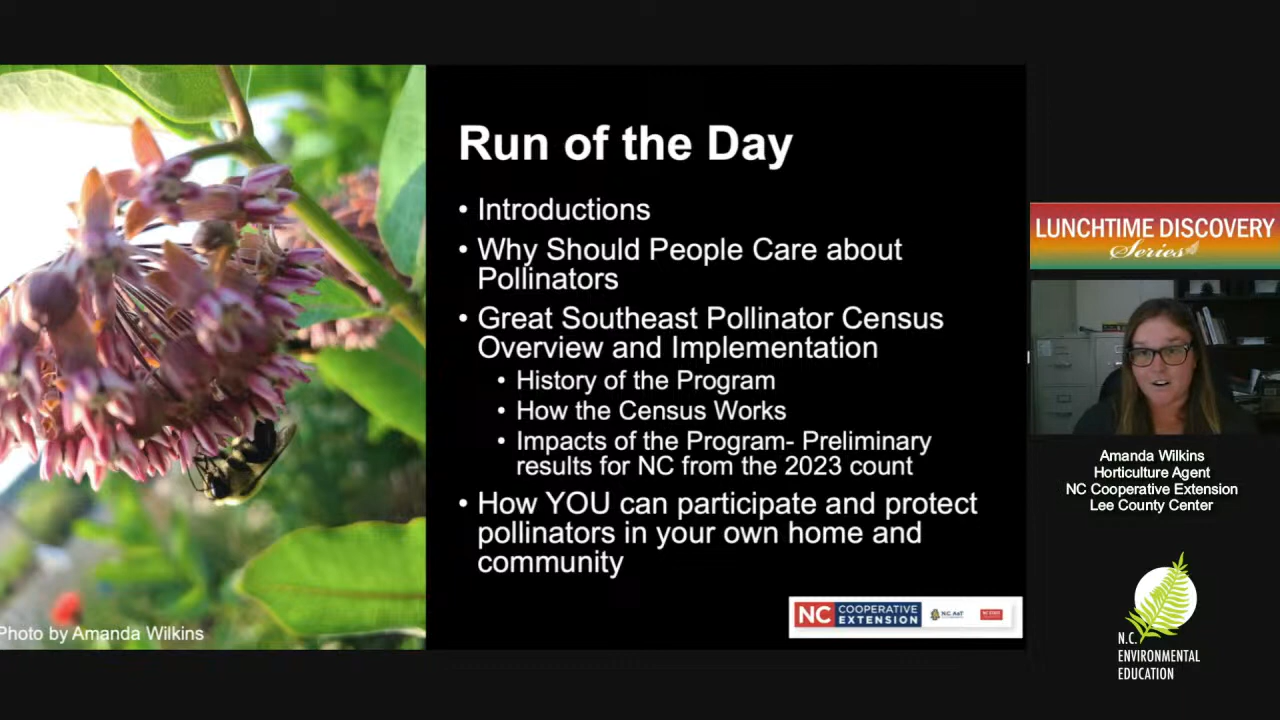 Run of the Day
• Introductions
• Why Should People Care about
Pollinators
• Great Southeast Pollinator Census
Overview and Implementation
• History of the Program
• How the Census Works
• Impacts of the Program- Preliminary
results for NC from the 2023 count
• How YOU can participate and protect
pollinators in your own home and
community
Photo by Amanda Wilkins
NC COOPERATIVE
EXTENSION
N.C. A&T
NC STATE
LUNCHTIME DISCOVERY
Series
Amanda Wilkins
Horticulture Agent
NC Cooperative Extension
Lee County Center
N.C.
ENVIRONMENTAL
EDUCATION